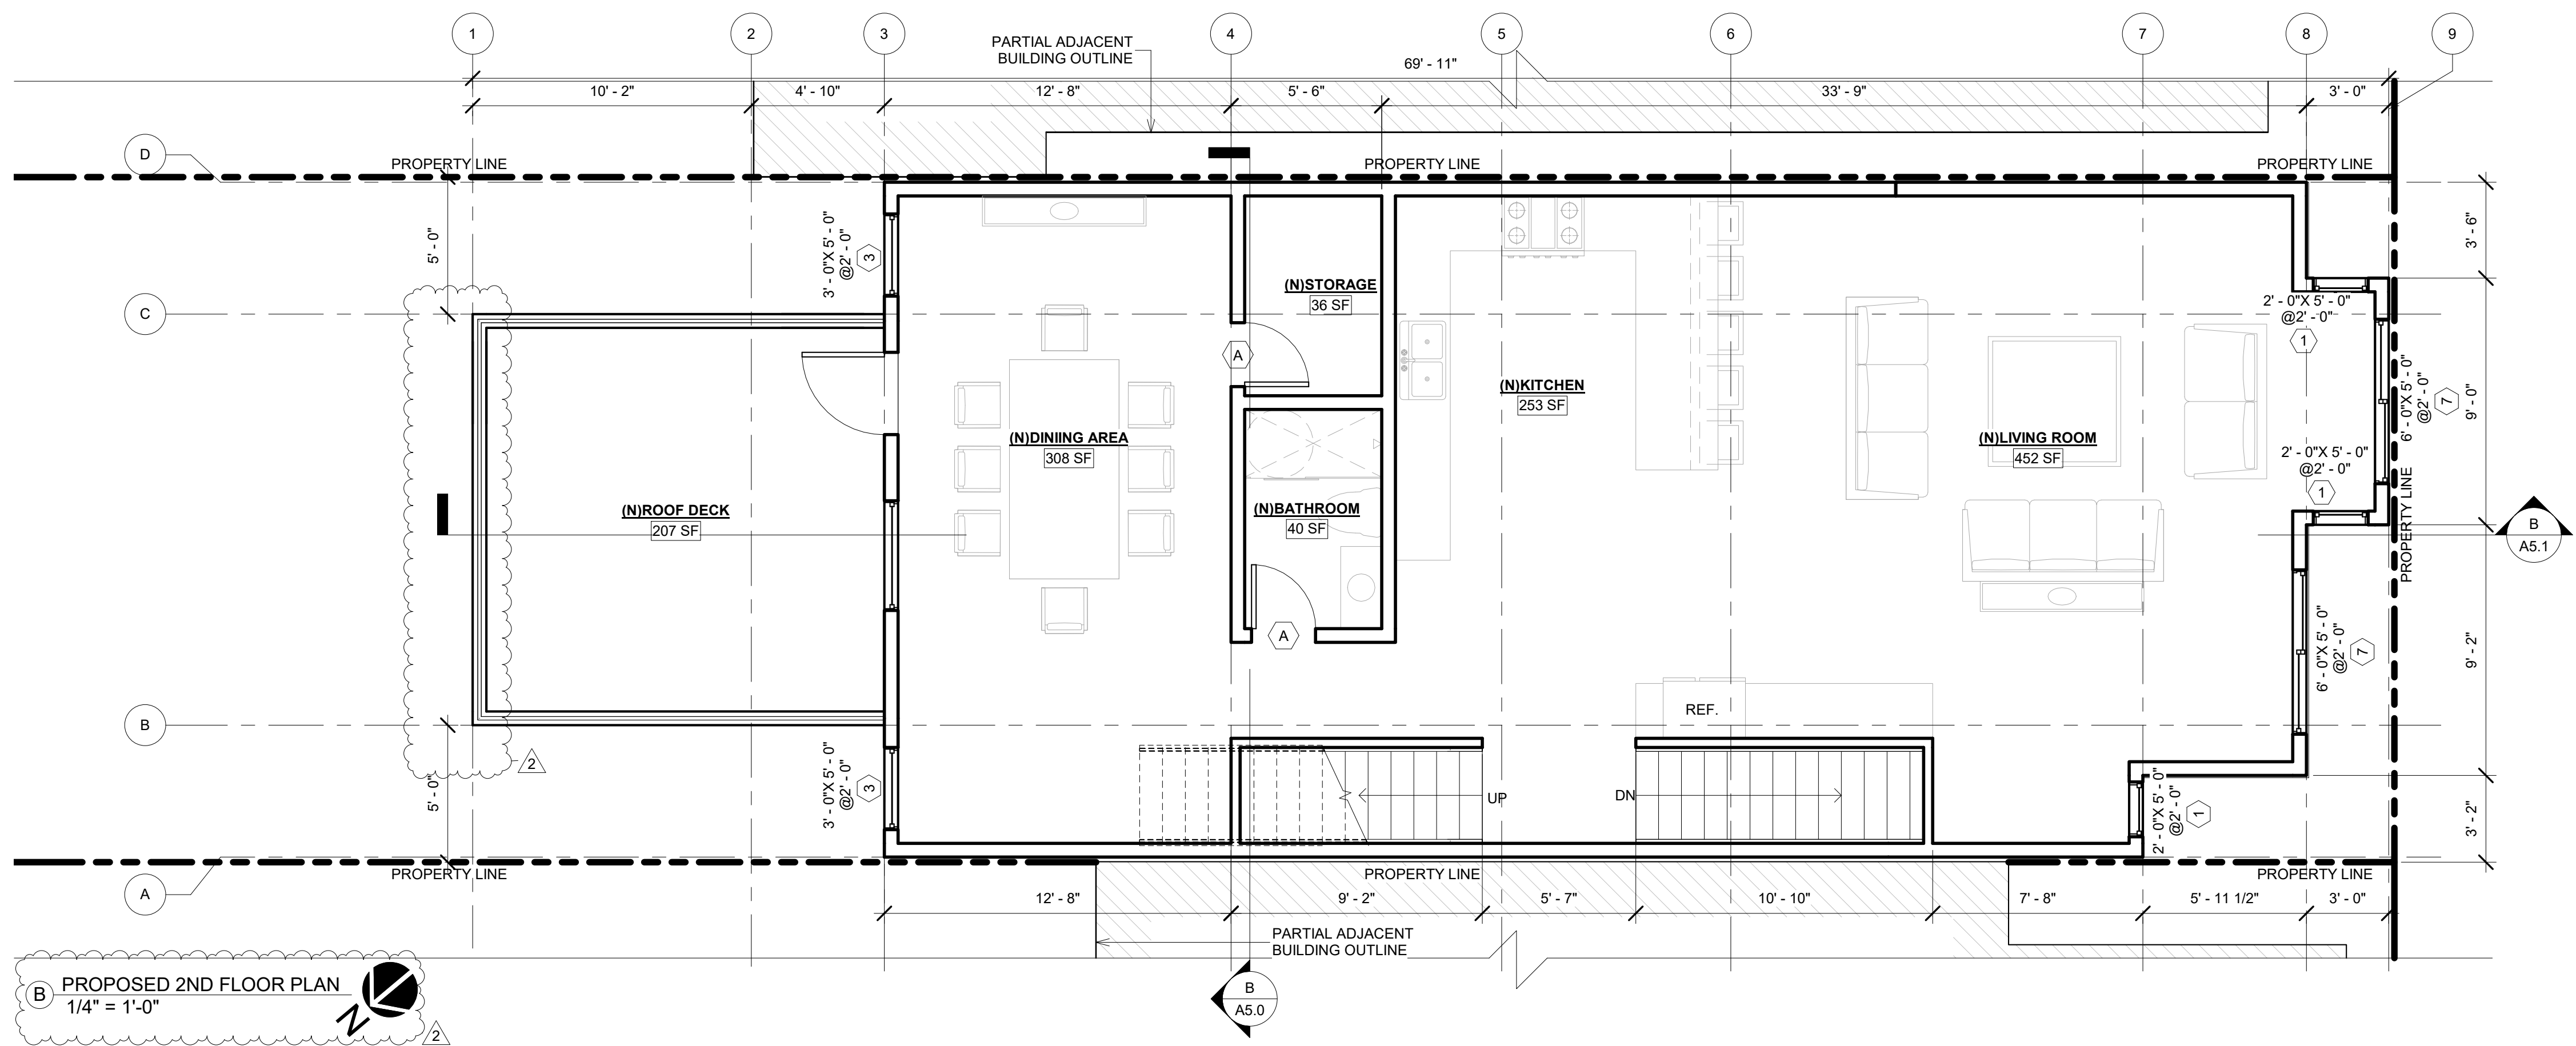 1
2
3
4
5
6
7
8
9
PARTIAL ADJACENT
BUILDING OUTLINE
69' - 11"
10' - 2"
4' - 10"
12' - 8"
5' - 6"
33' - 9"
3' - 0"
D
PROPERTY LINE
PROPERTY LINE
PROPERTY LINE
5' - 0"
3' - 0"X 5' - 0"
@2' - 0"
3
3' - 6"
C
(N)STORAGE
36 SF
2' - 0"X 5' - 0"
@2' - 0"
1
A
(N)KITCHEN
253 SF
6' - 0"X 5' - 0"
@2' - 0"
7
9' - 0"
(N)DINIING AREA
308 SF
(N)LIVING ROOM
452 SF
2' - 0"X 5' - 0"
@2' - 0"
1
(N)ROOF DECK
207 SF
(N)BATHROOM
40 SF
PROPERTY LINE
B
A5.1
A
6' - 0"X 5' - 0"
@2' - 0"
7
9' - 2"
REF.
B
2
5' - 0"
3' - 0"X 5' - 0"
@2' - 0"
3
UP
DN
2' - 0"X 5' - 0"
@2' - 0"
1
3' - 2"
A
PROPERTY LINE
PROPERTY LINE
PROPERTY LINE
12' - 8"
9' - 2"
5' - 7"
10' - 10"
7' - 8"
5' - 11 1/2"
3' - 0"
PARTIAL ADJACENT
BUILDING OUTLINE
B
A5.0
B
PROPOSED 2ND FLOOR PLAN
1/4" = 1'-0"
N
2